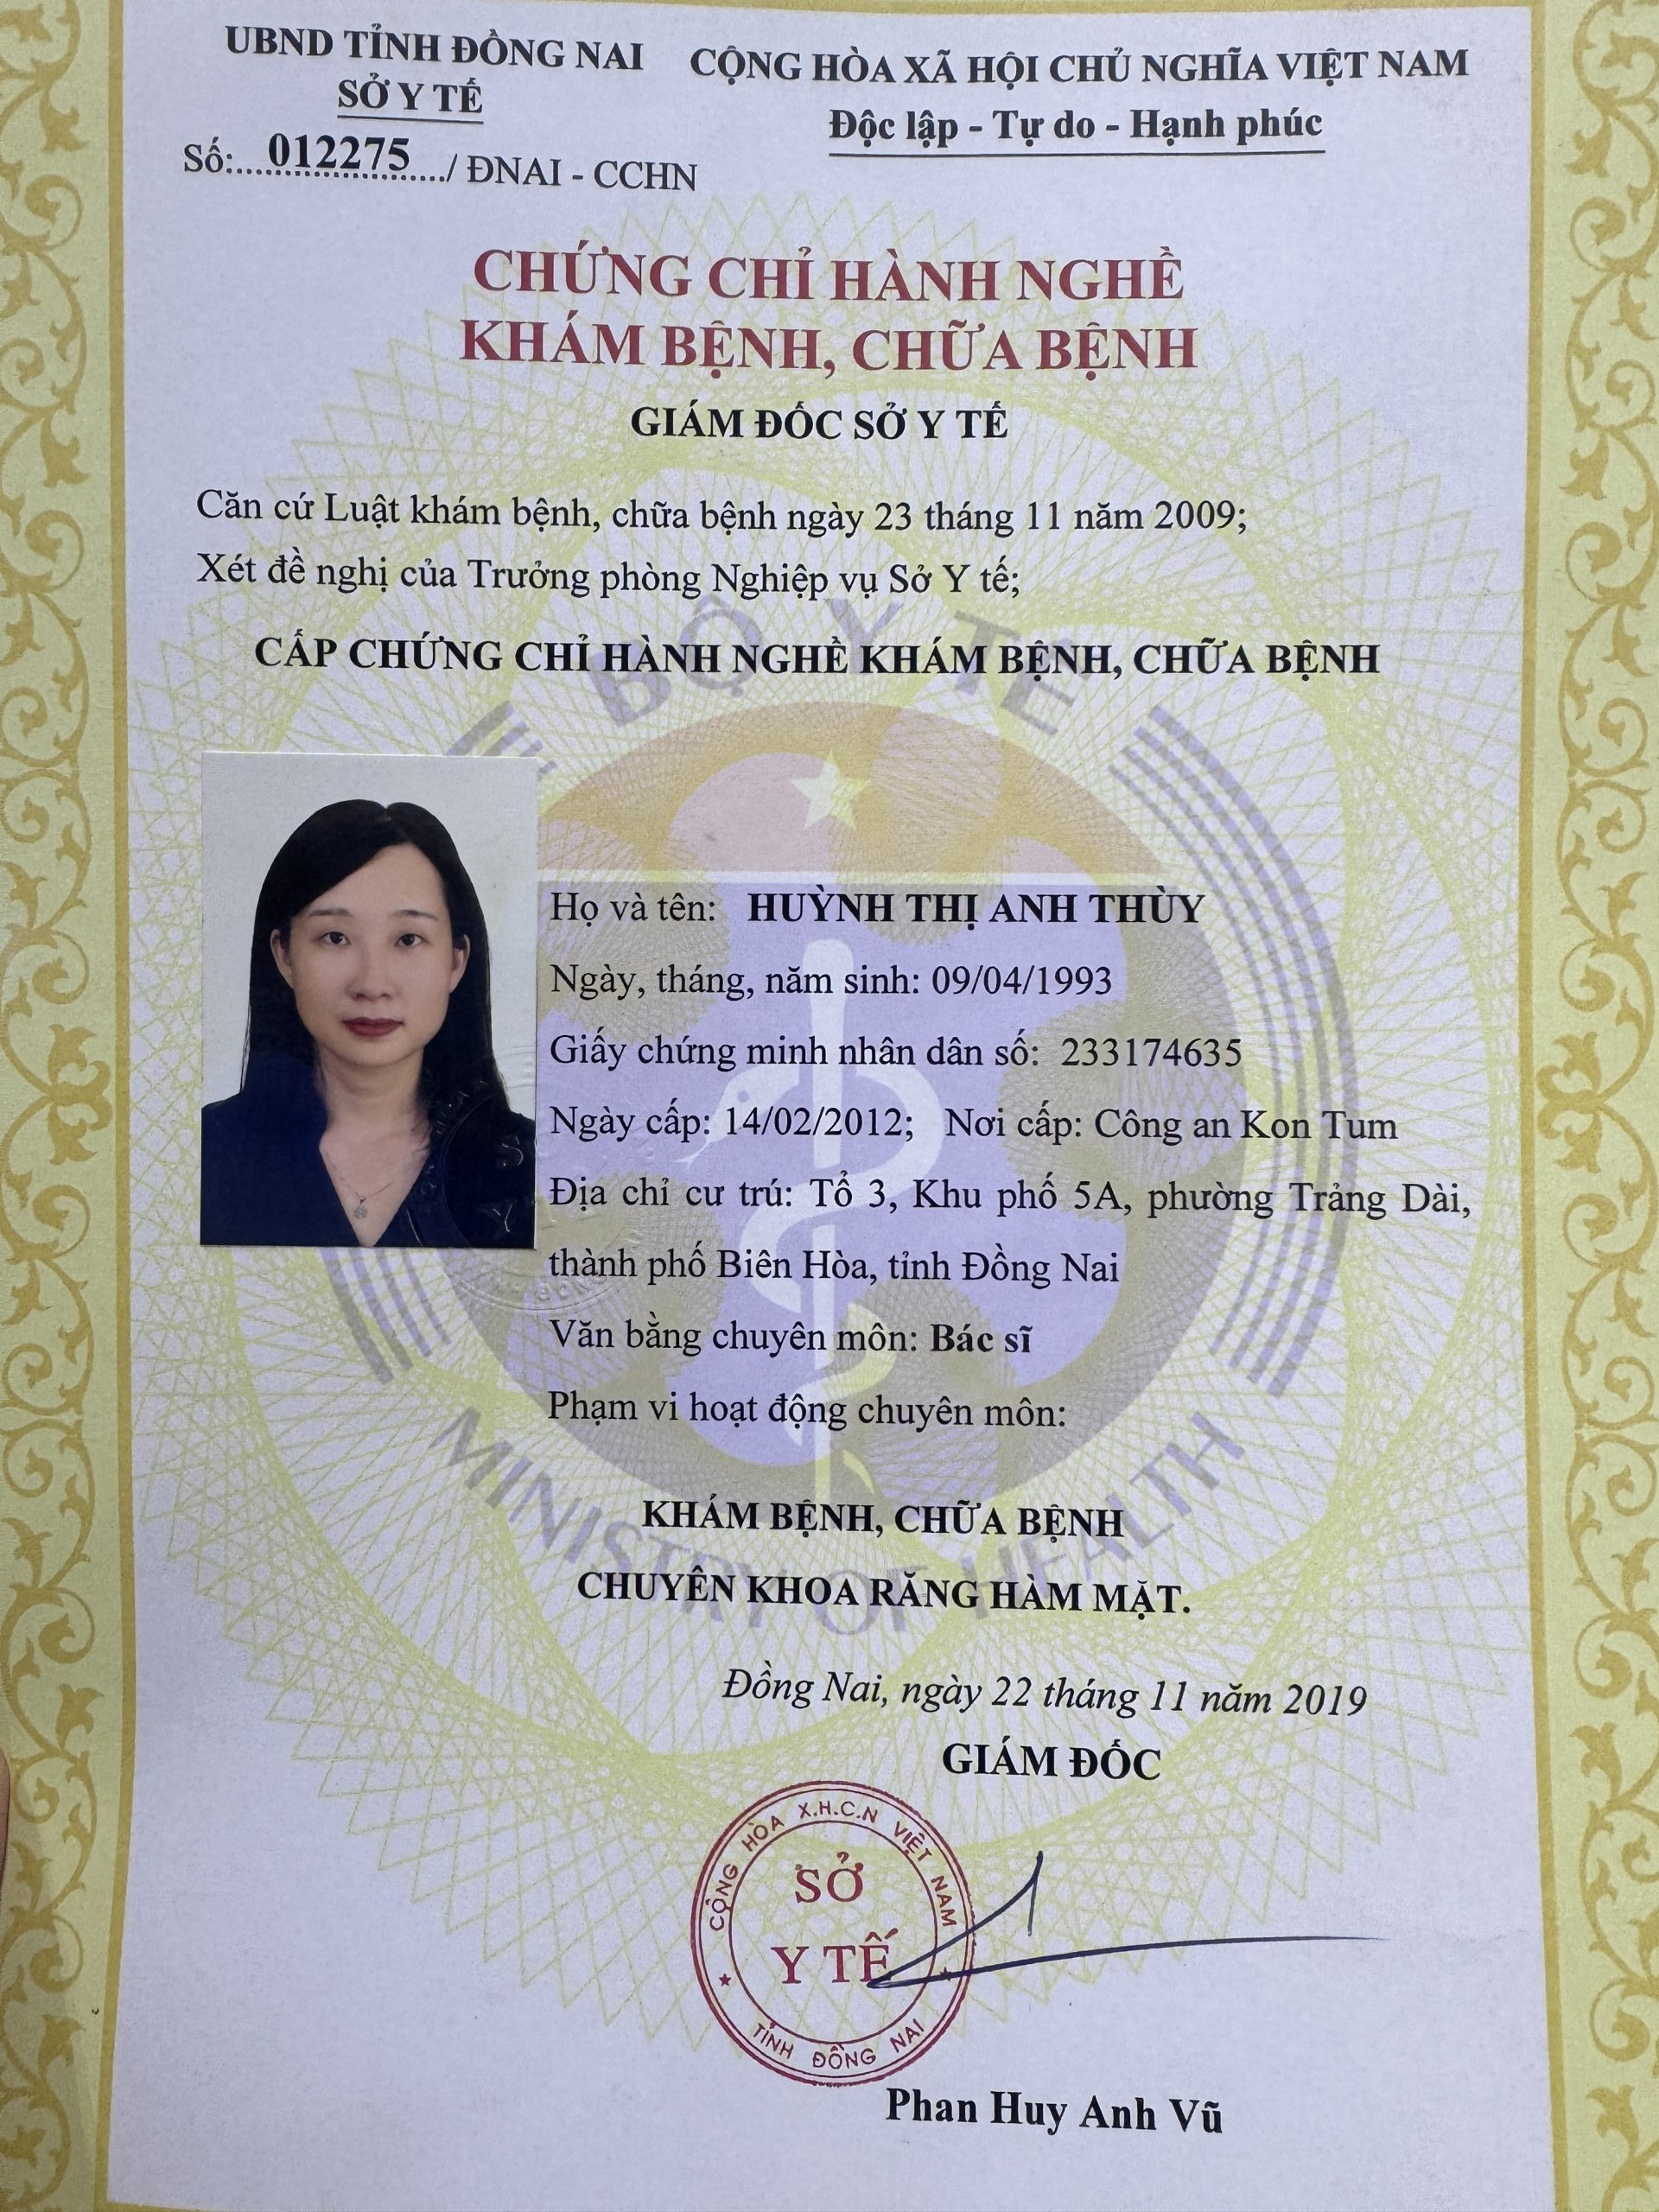 UBND TỈNH ĐỒNG NAI
SỞ Y TẾ
Số:....012275..../ ĐNAI - CCHN
CỘNG HÒA XÃ HỘI CHỦ NGHĨA VIỆT NAM
Độc lập - Tự do - Hạnh phúc
CHỨNG CHỈ HÀNH NGHỀ
KHÁM BỆNH, CHỮA BỆNH
GIÁM ĐỐC SỞ Y TẾ
Căn cứ Luật khám bệnh, chữa bệnh ngày 23 tháng 11 năm 2009;
Xét đề nghị của Trưởng phòng Nghiệp vụ Sở Y tế;
BỘ Y TẾ
CẤP CHỨNG CHỈ HÀNH NGHỀ KHÁM BỆNH, CHỮA BỆNH
Họ và tên: HUỲNH THỊ ANH THÙY
Ngày, tháng, năm sinh: 09/04/1993
Giấy chứng minh nhân dân số: 233174635
Ngày cấp: 14/02/2012; Nơi cấp: Công an Kon Tum
Địa chỉ cư trú: Tổ 3, Khu phố 5A, phường Trảng Dài,
thành phố Biên Hòa, tỉnh Đồng Nai
Văn bằng chuyên môn: Bác sĩ
Phạm vi hoạt động chuyên môn:
MINISTRY OF HEALTH
KHÁM BỆNH, CHỮA BỆNH
CHUYÊN KHOA RĂNG HÀM MẶT.
Đồng Nai, ngày 22 tháng 11 năm 2019
GIÁM ĐỐC
CỘNG HÒA X.H.C.N VIỆT NAM
SỞ
Y TẾ
TỈNH ĐỒNG NAI
Phan Huy Anh Vũ